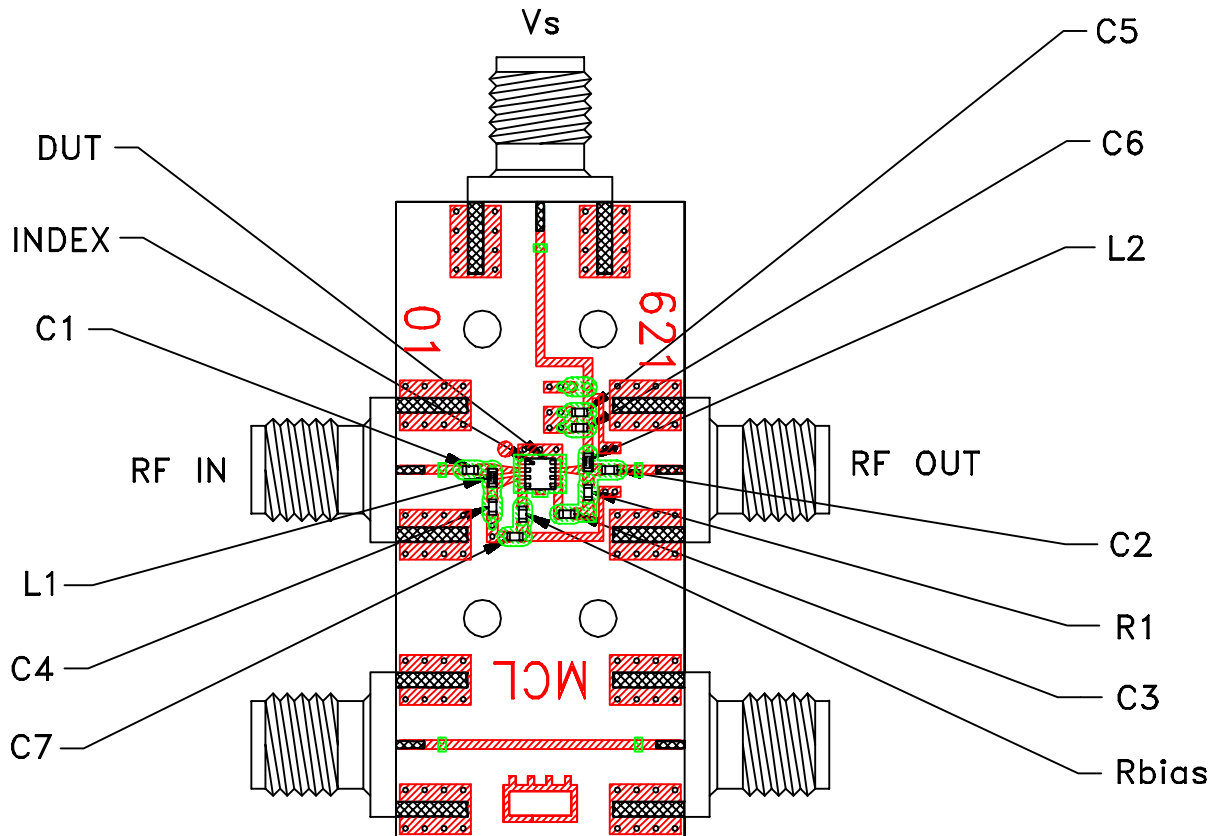 Vs
C5
DUT
C6
INDEX
L2
C1
01
621
RF IN
RF OUT
C2
L1
R1
C4
MCL
C3
C7
Rbias